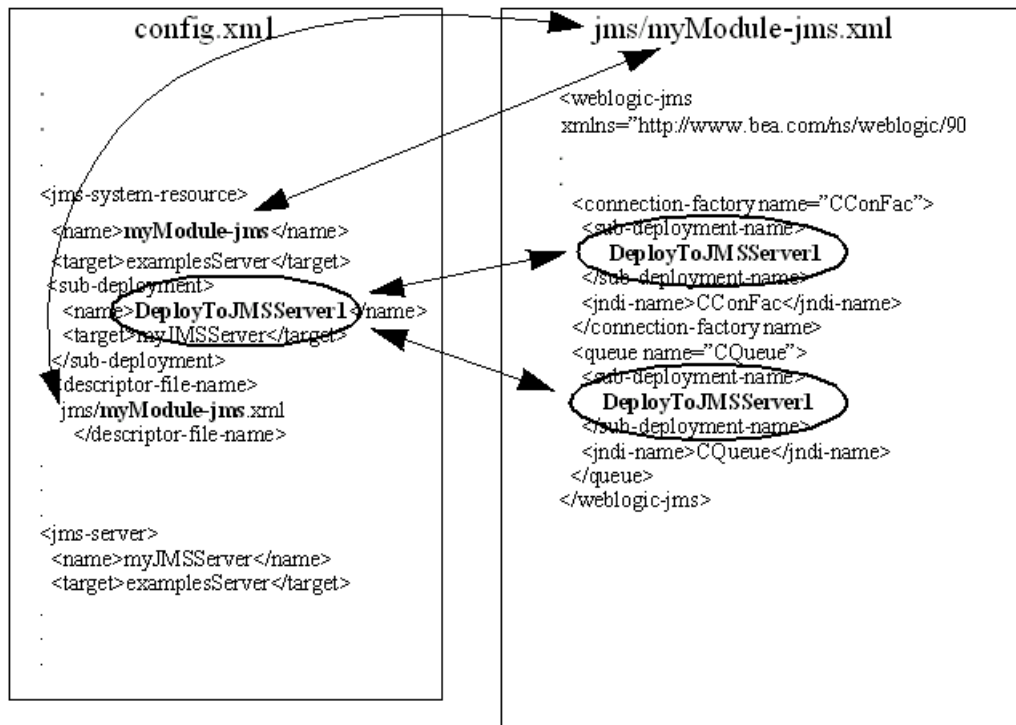 config.xml
.
.
.
<jms-system-resource>
<name>myModule-jms</name>
<target>examplesServer</target>
<sub-deployment>
<name>DeployToJMSServer1</name>
<target>myJMSServer</target>
</sub-deployment>
<descriptor-file-name>
jms/myModule-jms.xml
</descriptor-file-name>
.
.
.
<jms-server>
<name>myJMSServer</name>
<target>examplesServer</target>
.
.
.
jms/myModule-jms.xml
<weblogic-jms
xmlns="http://www.bea.com/ns/weblogic/90
.
.
<connection-factory name="CConFac">
<sub-deployment-name>
DeployToJMSServer1
</sub-deployment-name>
<jndi-name>CConFac</jndi-name>
</connection-factory name>
<queue name="CQueue">
<sub-deployment-name>
DeployToJMSServer1
</sub-deployment-name>
<jndi-name>CQueue</jndi-name>
</queue>
</weblogic-jms>